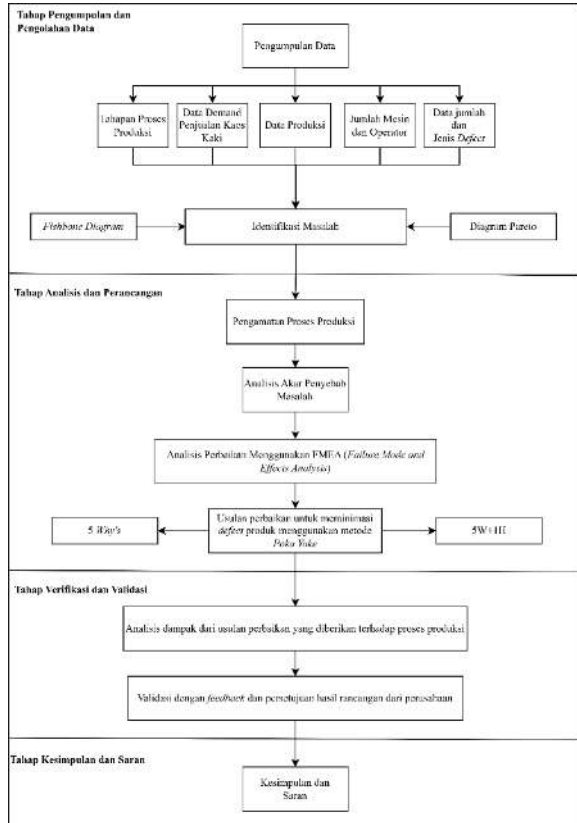 Tahap Pengumpulan dan
Pengolahan Data
Pengumpulan Data
Tahapan Proses
Produksi
Data Demand
Penjualan Kaos
Kaki
Data Produksi
Jumlah Mesin
dan Operator
Data jumlah
dan
Jenis Defect
Fishbone Diagram
Identifikasi Masalah
Diagram Pareto
Tahap Analisis dan Perancangan
Pengamatan Proses Produksi
Analisis Akar Penyebab
Masalah
Analisis Perbaikan Menggunakan FMEA (Failure Mode and
Effects Analysis)
5 Way's
Usulan perbaikan untuk meminimasi
defect produk menggunakan metode
Poka Yoke
5W+1H
Tahap Verifikasi dan Validasi
Analisis dampak dari usulan perbaikan yang diberikan terhadap proses produksi
Validasi dengan feedback dan persetujuan hasil rancangan dari perusahaan
Tahap Kesimpulan dan Saran
Kesimpulan dan
Saran